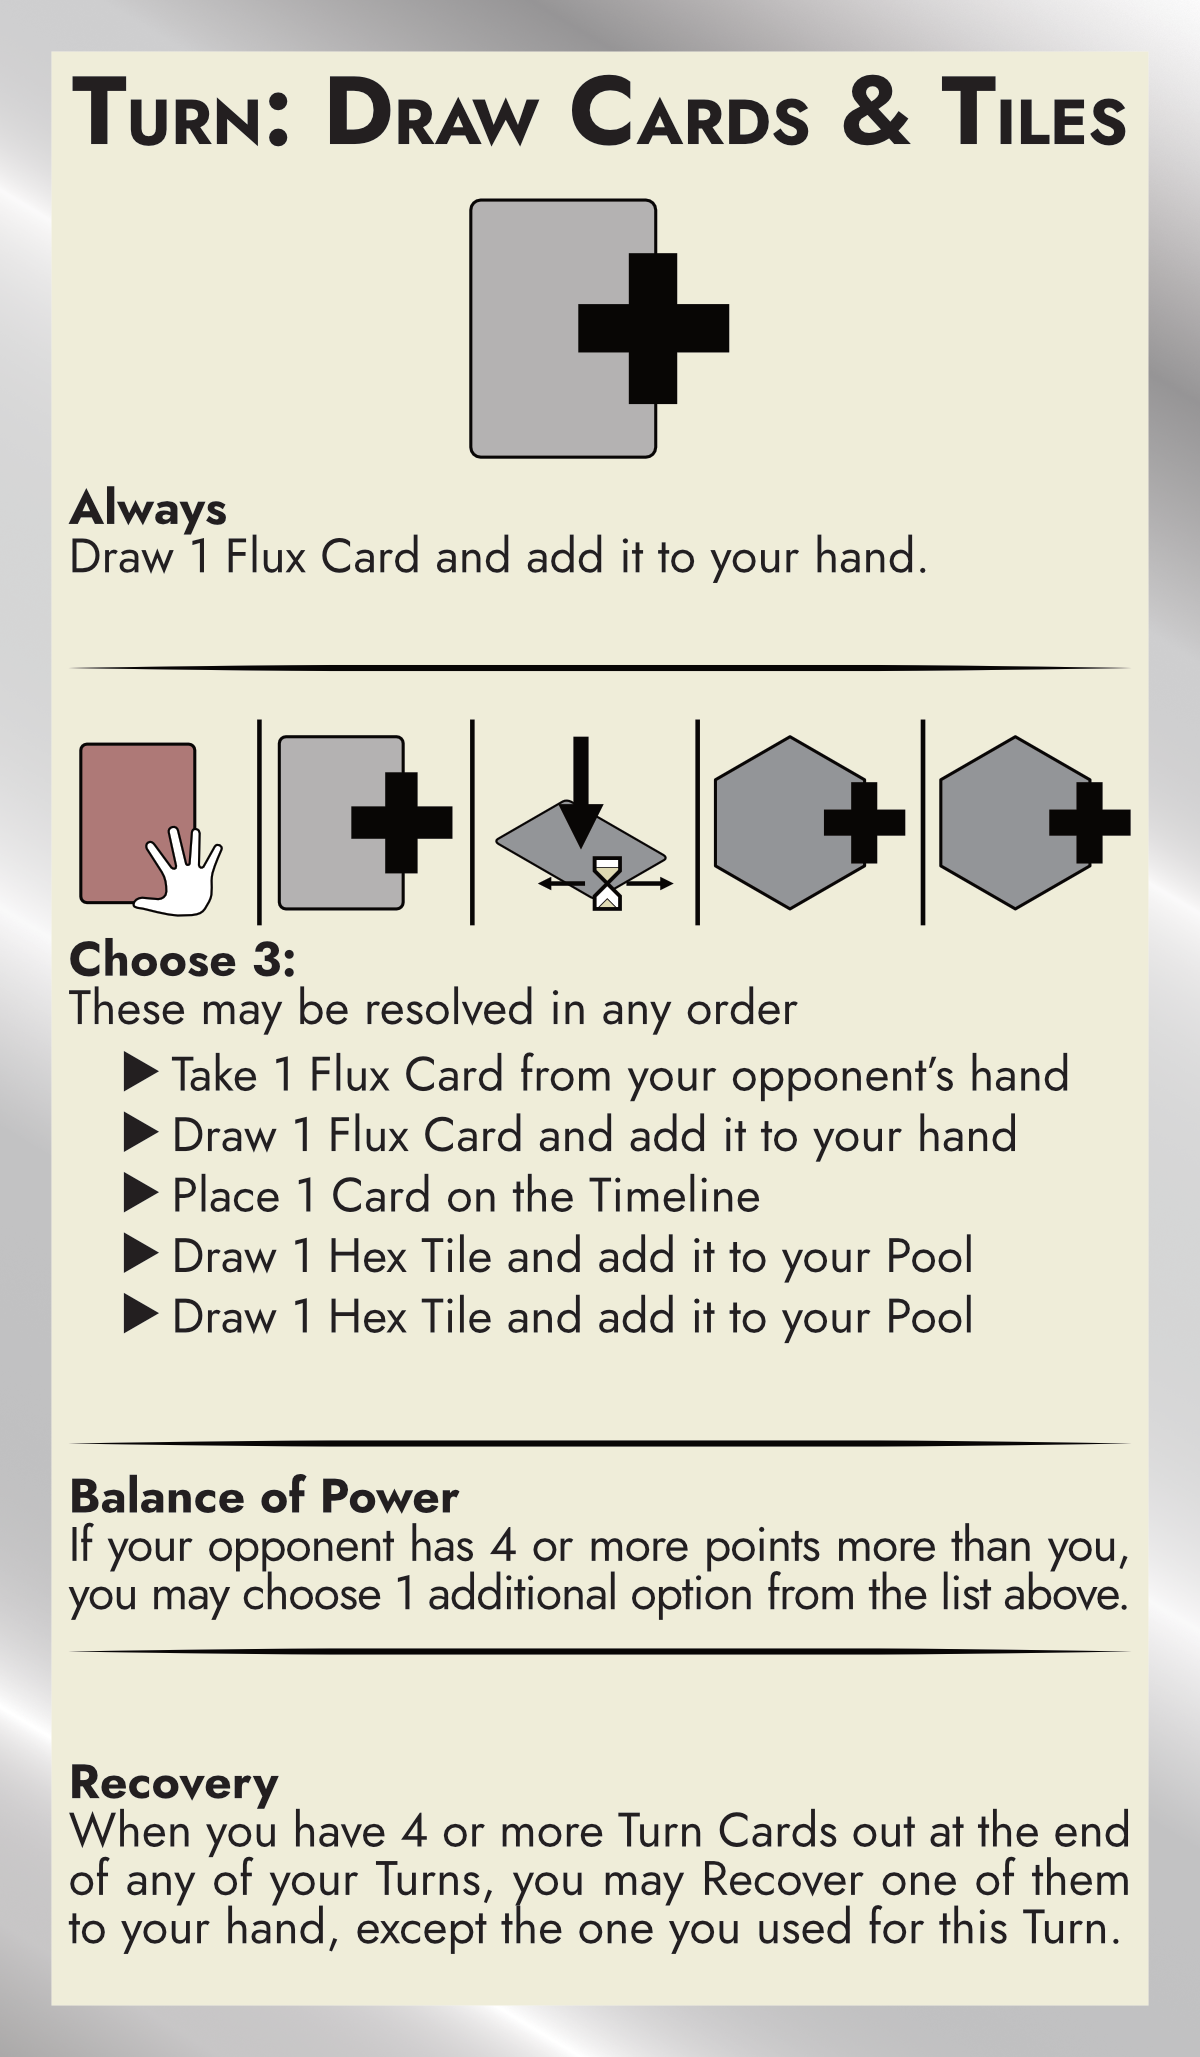 Turn: Draw Cards & Tiles
Always
Draw 1 Flux Card and add it to your hand.
Choose 3:
These may be resolved in any order
▶ Take 1 Flux Card from your opponent’s hand
▶ Draw 1 Flux Card and add it to your hand
▶ Place 1 Card on the Timeline
▶ Draw 1 Hex Tile and add it to your Pool
▶ Draw 1 Hex Tile and add it to your Pool
Balance of Power
If your opponent has 4 or more points more than you,
you may choose 1 additional option from the list above.
Recovery
When you have 4 or more Turn Cards out at the end
of any of your Turns, you may Recover one of them
to your hand, except the one you used for this Turn.